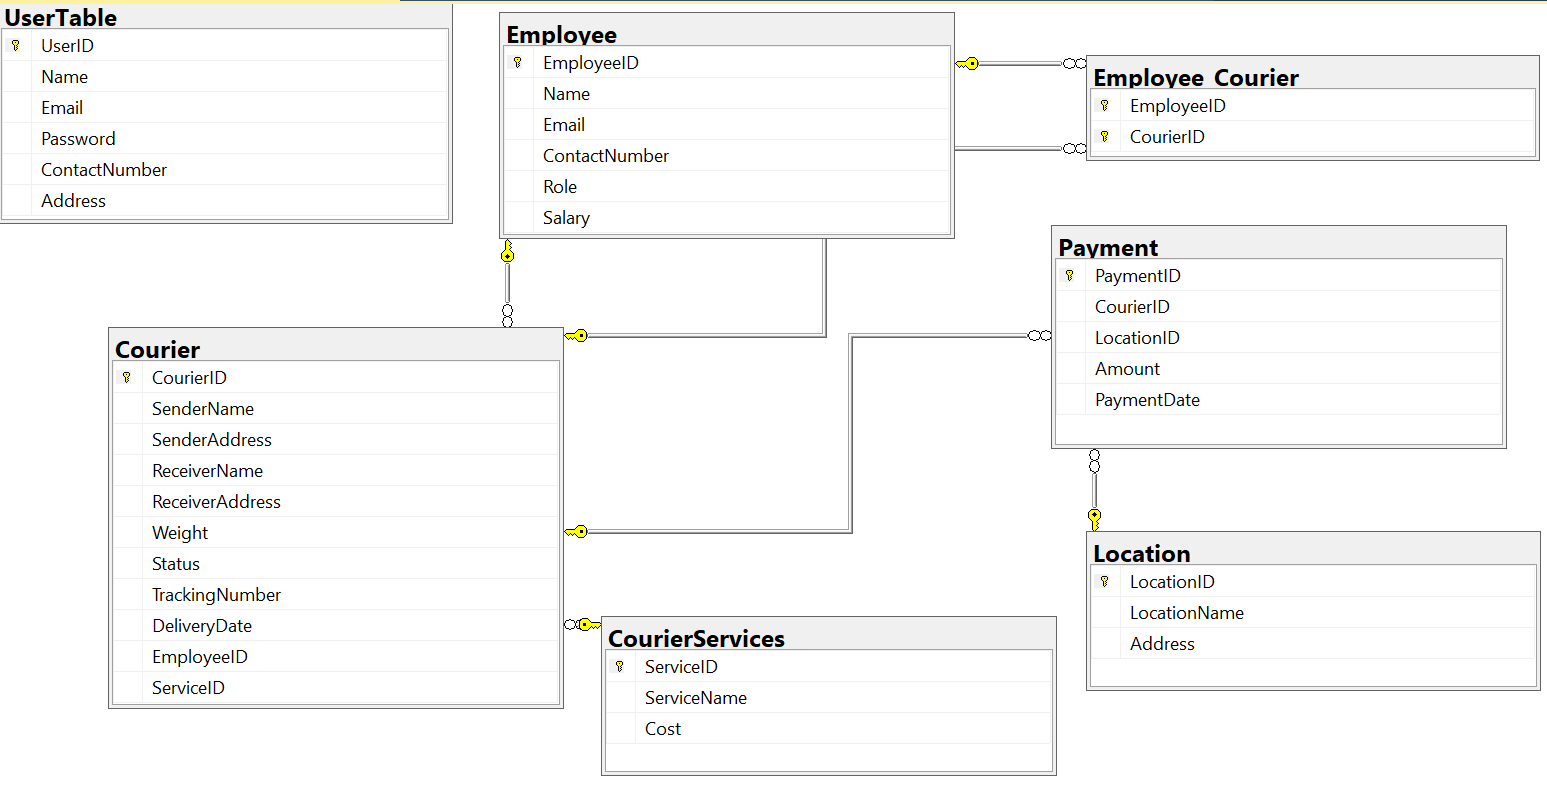 UserTable
UserID
Name
Email
Password
ContactNumber
Address
Employee
EmployeeID
Name
Email
ContactNumber
Role
Salary
Employee_Courier
EmployeeID
CourierID
Payment
PaymentID
CourierID
LocationID
Amount
PaymentDate
Courier
CourierID
SenderName
SenderAddress
ReceiverName
ReceiverAddress
Weight
Status
TrackingNumber
DeliveryDate
EmployeeID
ServiceID
CourierServices
ServiceID
ServiceName
Cost
Location
LocationID
LocationName
Address